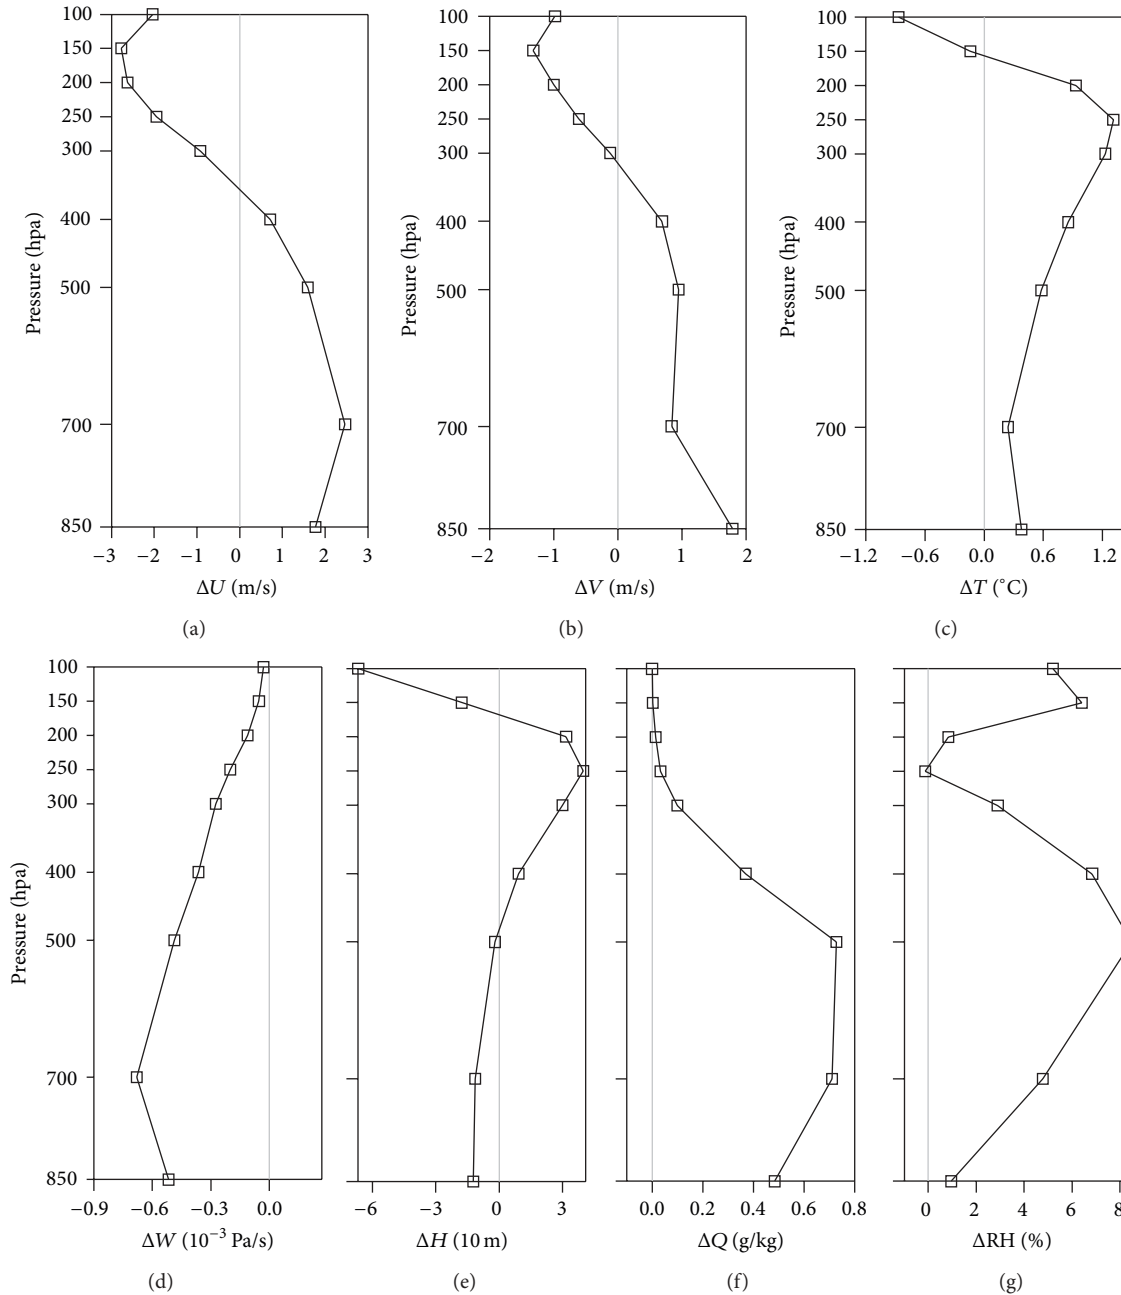 100
150
200
250
300
400
500
700
850
Pressure (hpa)
−3 −2 −1 0 1 2 3
ΔU (m/s)
(a)
100
150
200
250
300
400
500
700
850
Pressure (hpa)
−2 −1 0 1 2
ΔV (m/s)
(b)
100
150
200
250
300
400
500
700
850
Pressure (hpa)
−1.2 −0.6 0.0 0.6 1.2
ΔT (°C)
(c)
100
150
200
250
300
400
500
700
850
Pressure (hpa)
−0.9 −0.6 −0.3 0.0
ΔW (10−3 Pa/s)
(d)
−6 −3 0 3
ΔH (10 m)
(e)
0.0 0.2 0.4 0.6 0.8
ΔQ (g/kg)
(f)
0 2 4 6 8
ΔRH (%)
(g)